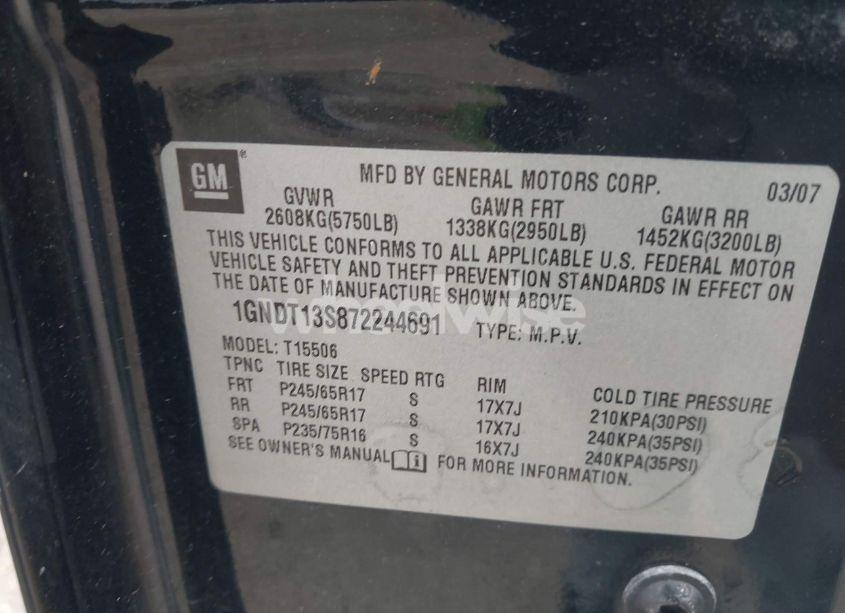 GM®
MFD BY GENERAL MOTORS CORP. 03/07
GVWR GAWR FRT GAWR RR
2608KG(5750LB) 1338KG(2950LB) 1452KG(3200LB)
THIS VEHICLE CONFORMS TO ALL APPLICABLE U.S. FEDERAL MOTOR
VEHICLE SAFETY AND THEFT PREVENTION STANDARDS IN EFFECT ON
THE DATE OF MANUFACTURE SHOWN ABOVE.
1GNDT13S872244691 TYPE: M.P.V.
MODEL: T15506
TPNC TIRE SIZE SPEED RTG RIM COLD TIRE PRESSURE
FRT P245/65R17 S 17X7J 210KPA(30PSI)
RR P245/65R17 S 17X7J 240KPA(35PSI)
SPA P235/75R16 S 16X7J 240KPA(35PSI)
SEE OWNER'S MANUAL FOR MORE INFORMATION.